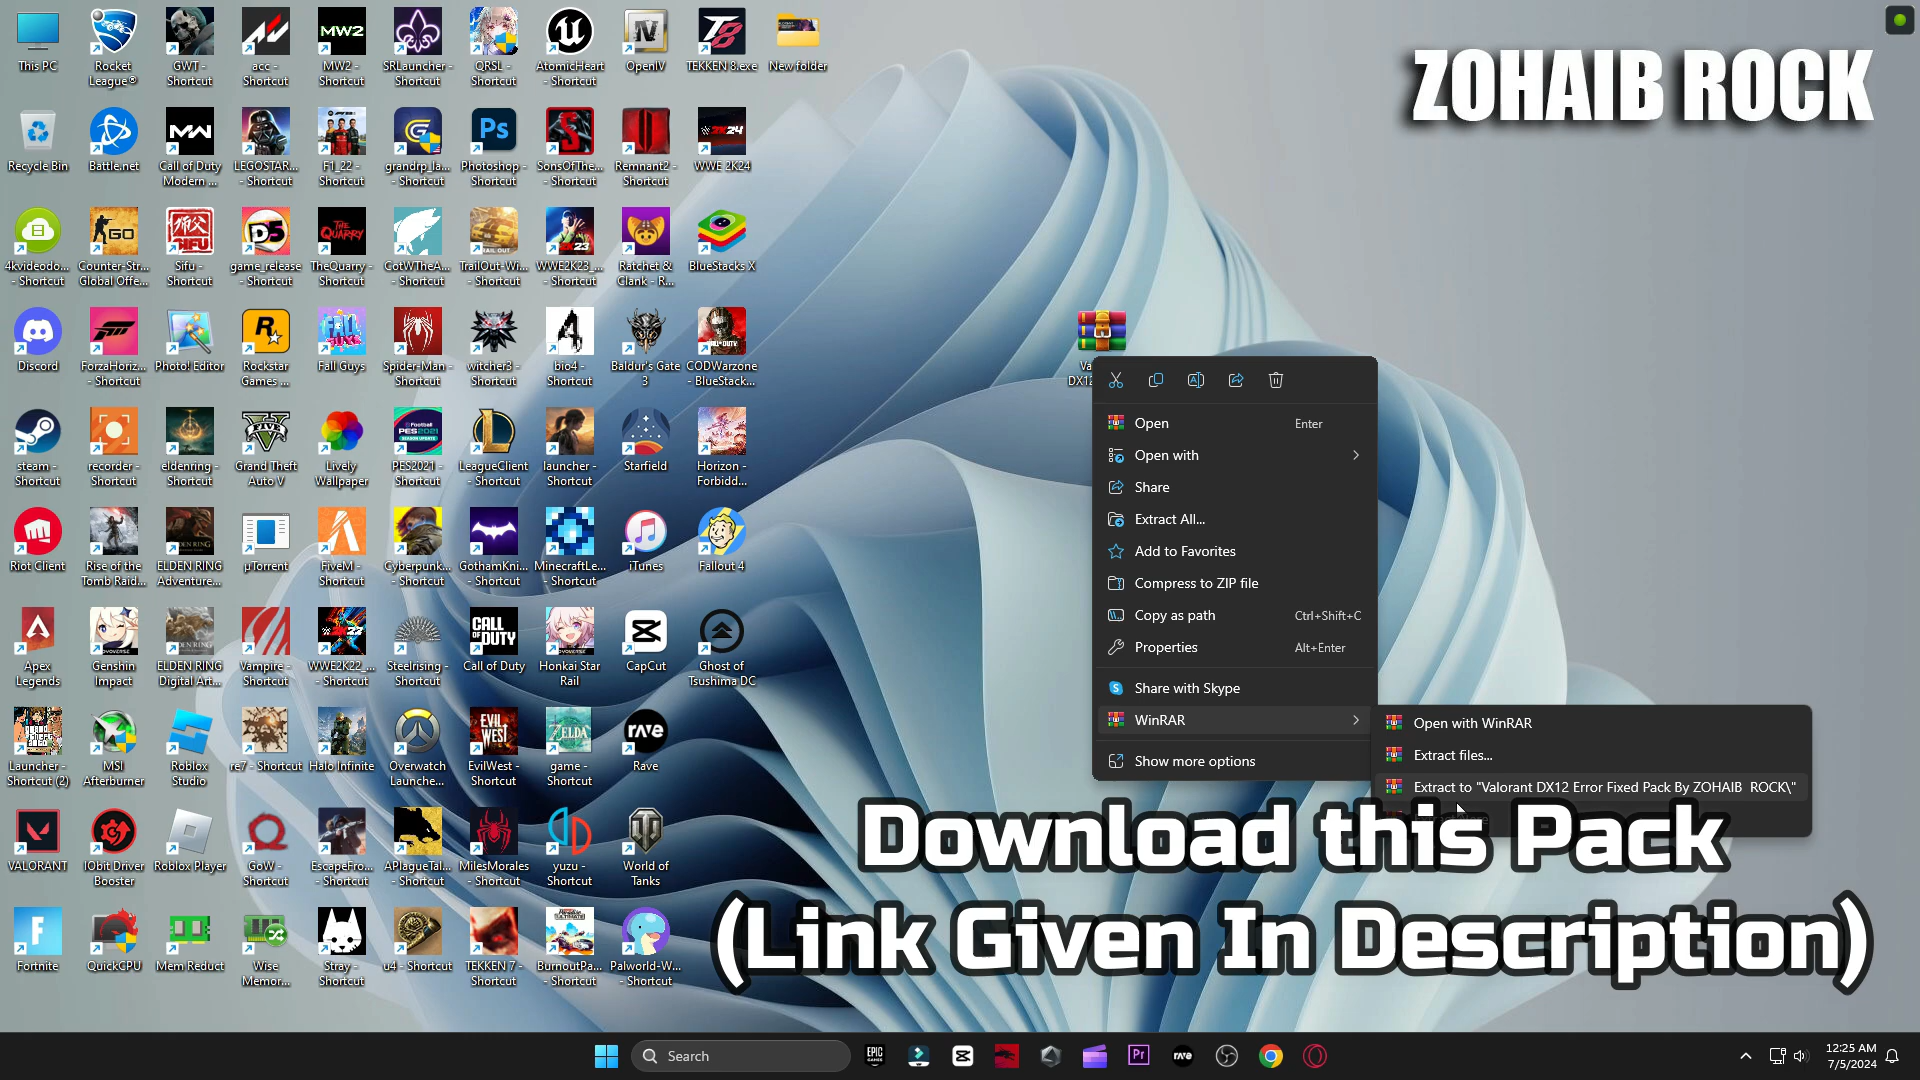 ZOHAIB ROCK
This PC
Rocket League®
GWT - Shortcut
acc - Shortcut
MW2 - Shortcut
SRLauncher - Shortcut
QRSL - Shortcut
AtomicHeart - Shortcut
OpenIV
TEKKEN 8.exe
New folder
Recycle Bin
Battle.net
Call of Duty Modern ...
LEGOSTAR... - Shortcut
F1_22 - Shortcut
grandrp_la... - Shortcut
Photoshop - Shortcut
SonsOfThe... - Shortcut
Remnant2 - Shortcut
WWE 2K24
4kvideodo... - Shortcut
Counter-Str... Global Offe...
Sifu - Shortcut
game_release - Shortcut
TheQuarry - Shortcut
CotWTheA... - Shortcut
TrailOut-Wi... - Shortcut
WWE2K23_... - Shortcut
Ratchet & Clank - R...
BlueStacks X
Discord
ForzaHoriz... - Shortcut
Photo! Editor
Rockstar Games ...
Fall Guys
Spider-Man - Shortcut
witcher3 - Shortcut
bio4 - Shortcut
Baldur's Gate 3
CODWarzone - BlueStack...
steam - Shortcut
recorder - Shortcut
eldenring - Shortcut
Grand Theft Auto V
Lively Wallpaper
PES2021 - Shortcut
LeagueClient - Shortcut
launcher - Shortcut
Starfield
Horizon - Forbidd...
Riot Client
Rise of the Tomb Raid...
ELDEN RING Adventure...
µTorrent
FiveM - Shortcut
Cyberpunk... - Shortcut
GothamKni... - Shortcut
MinecraftLe... - Shortcut
iTunes
Fallout 4
Apex Legends
Genshin Impact
ELDEN RING Digital Art...
Vampire - Shortcut
WWE2K22_... - Shortcut
Steelrising - Shortcut
Call of Duty
Honkai Star Rail
CapCut
Ghost of Tsushima DC
Launcher - Shortcut (2)
MSI Afterburner
Roblox Studio
re7 - Shortcut
Halo Infinite
Overwatch Launche...
EvilWest - Shortcut
game - Shortcut
Rave
VALORANT
IObit Driver Booster
Roblox Player
GoW - Shortcut
EscapeFro... - Shortcut
APlagueTal... - Shortcut
MilesMorales - Shortcut
yuzu - Shortcut
World of Tanks
Fortnite
QuickCPU
Mem Reduct
Wise Memor...
Stray - Shortcut
u4 - Shortcut
TEKKEN 7 - Shortcut
BurnoutPa... - Shortcut
Palworld-W... - Shortcut
Open Enter
Open with
Share
Extract All...
Add to Favorites
Compress to ZIP file
Copy as path Ctrl+Shift+C
Properties Alt+Enter
Share with Skype
WinRAR
Show more options
Open with WinRAR
Extract files...
Extract to "Valorant DX12 Error Fixed Pack By ZOHAIB  ROCK\"
Download this Pack
(Link Given In Description)
Search
12:25 AM
7/5/2024